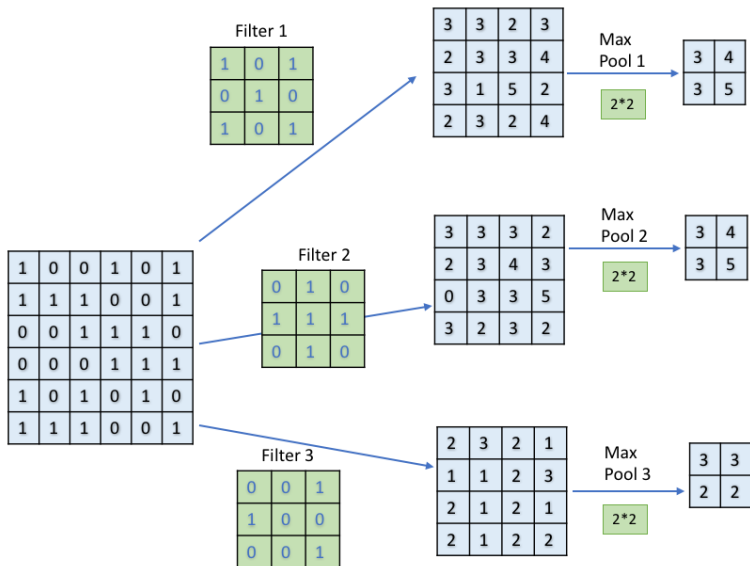 Filter 1
1 0 1
0 1 0
1 0 1
3 3 2 3
2 3 3 4
3 1 5 2
2 3 2 4
Max
Pool 1
2*2
3 4
3 5
1 0 0 1 0 1
1 1 1 0 0 1
0 0 1 1 1 0
0 0 0 1 1 1
1 0 1 0 1 0
1 1 1 0 0 1
Filter 2
0 1 0
1 1 1
0 1 0
3 3 3 2
2 3 4 3
0 3 3 5
3 2 3 2
Max
Pool 2
2*2
3 4
3 5
Filter 3
0 0 1
1 0 0
0 0 1
2 3 2 1
1 1 2 3
2 1 2 1
2 1 2 2
Max
Pool 3
2*2
3 3
2 2